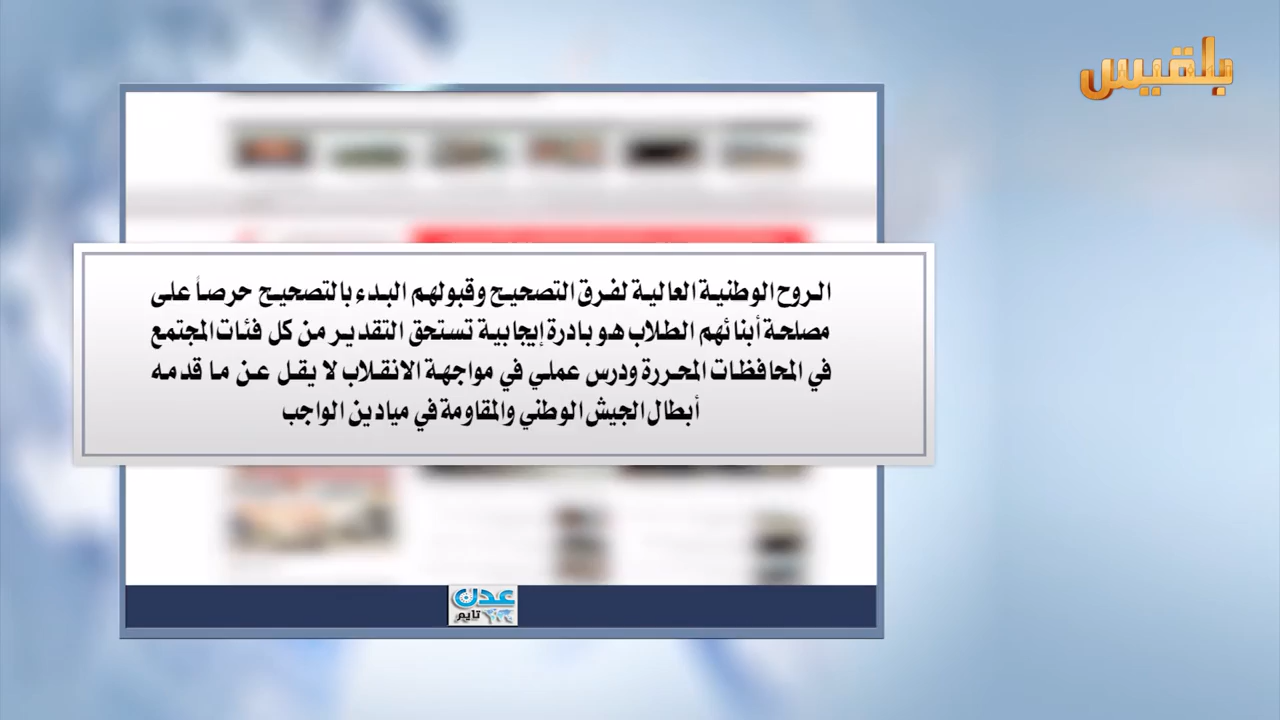 بلقيس
الروح الوطنية العالية لفرق التصحيح وقبولهم البدء بالتصحيح حرصاً على
مصلحة أبنائهم الطلاب هو بادرة إيجابية تستحق التقدير من كل فئات المجتمع
في المحافظات المحررة ودرس عملي في مواجهة الانقلاب لا يقل عن ما قدمه
أبطال الجيش الوطني والمقاومة في ميادين الواجب
عدن
تايم